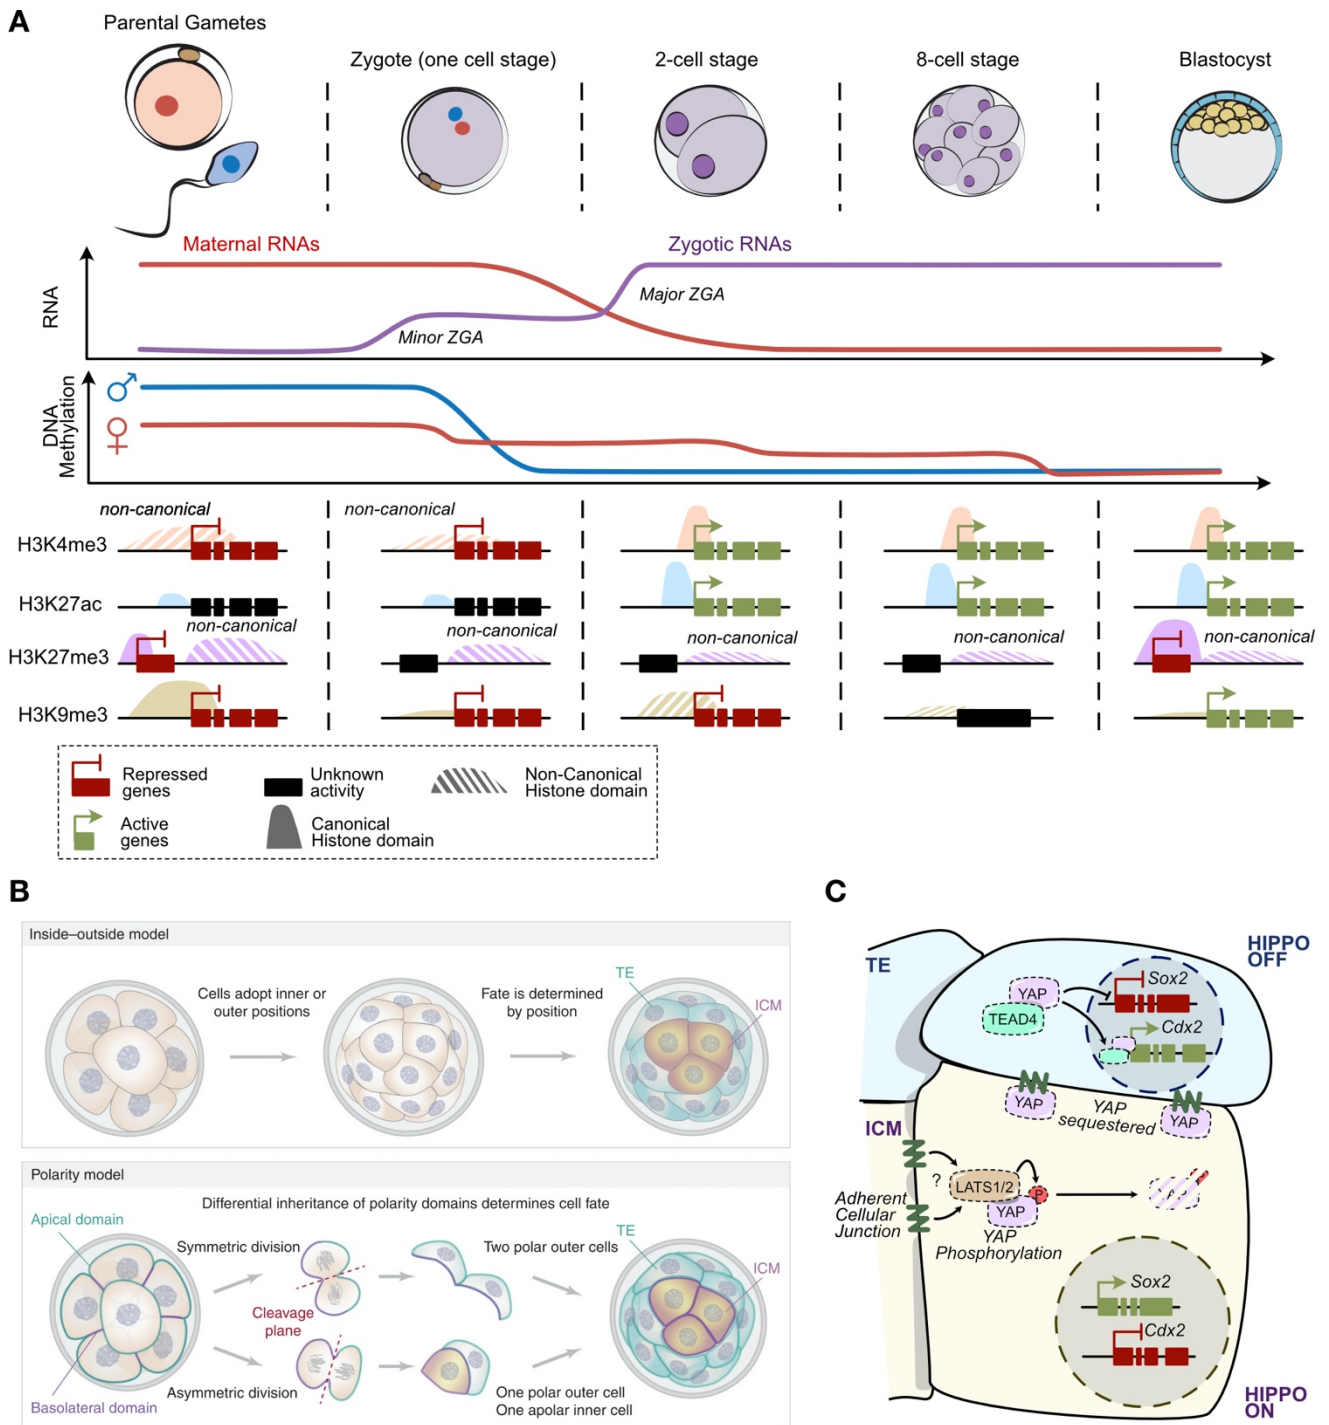 A
Parental Gametes
Zygote (one cell stage)
2-cell stage
8-cell stage
Blastocyst
Maternal RNAs
Zygotic RNAs
RNA
Minor ZGA
Major ZGA
DNA
Methylation
♂
♀
non-canonical
non-canonical
H3K4me3
H3K27ac
non-canonical
non-canonical
non-canonical
non-canonical
non-canonical
H3K27me3
H3K9me3
Repressed
genes
Unknown
activity
Non-Canonical
Histone domain
Active
genes
Canonical
Histone domain
B
Inside–outside model
Cells adopt inner or
outer positions
Fate is determined
by position
TE
ICM
Polarity model
Differential inheritance of polarity domains determines cell fate
Apical domain
Symmetric division
Two polar outer cells
TE
ICM
Cleavage
plane
Basolateral domain
Asymmetric division
One polar outer cell
One apolar inner cell
C
TE
HIPPO
OFF
YAP
TEAD4
Sox2
Cdx2
YAP
YAP
sequestered
YAP
ICM
?
LATS1/2
P
YAP
Adherent
Cellular
Junction
YAP
Phosphorylation
Sox2
Cdx2
HIPPO
ON